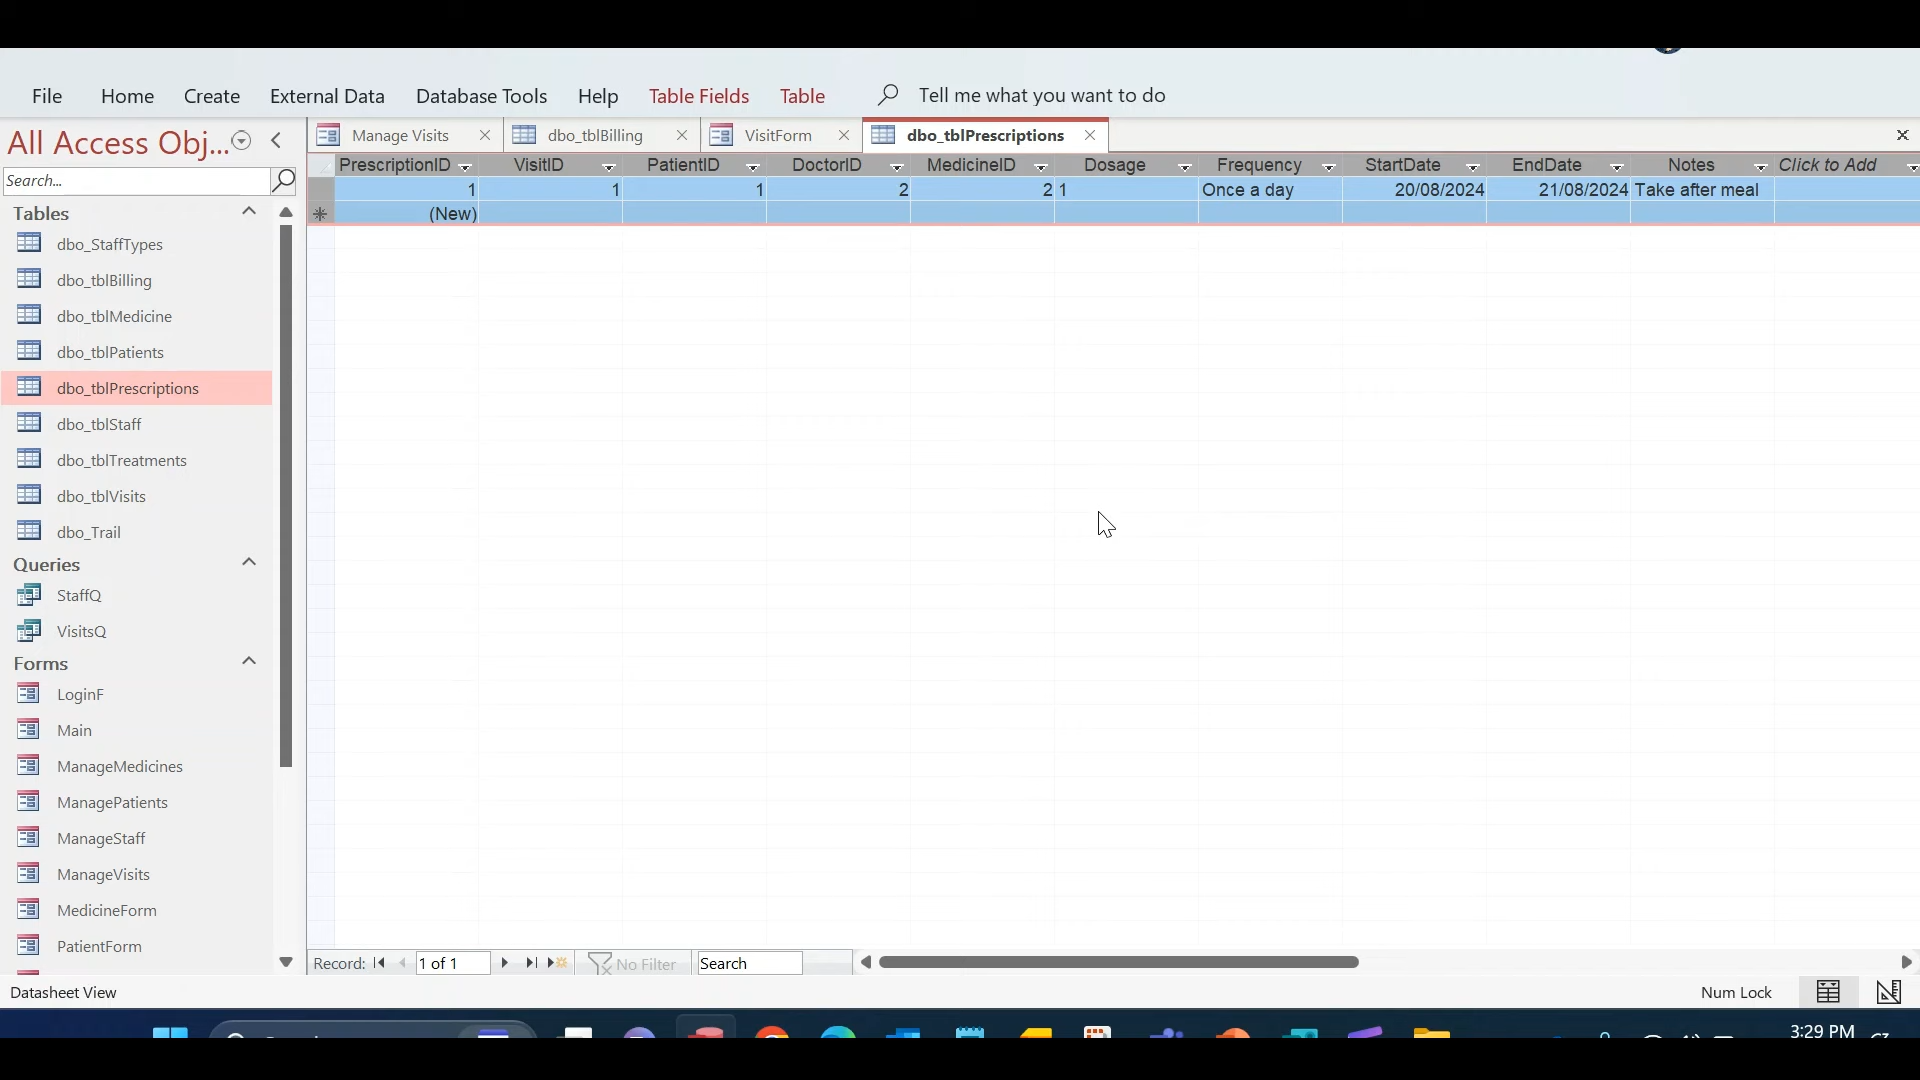 File Home Create External Data Database Tools Help Table Fields Table Tell me what you want to do
All Access Obj...
Search...
Tables
dbo_StaffTypes
dbo_tblBilling
dbo_tblMedicine
dbo_tblPatients
dbo_tblPrescriptions
dbo_tblStaff
dbo_tblTreatments
dbo_tblVisits
dbo_Trail
Queries
StaffQ
VisitsQ
Forms
LoginF
Main
ManageMedicines
ManagePatients
ManageStaff
ManageVisits
MedicineForm
PatientForm
Manage Visits dbo_tblBilling VisitForm dbo_tblPrescriptions
PrescriptionID VisitID PatientID DoctorID MedicineID Dosage Frequency StartDate EndDate Notes Click to Add
1 1 1 2 2 1 Once a day 20/08/2024 21/08/2024 Take after meal
(New)
Record: 1 of 1 No Filter Search
Datasheet View Num Lock
3:29 PM